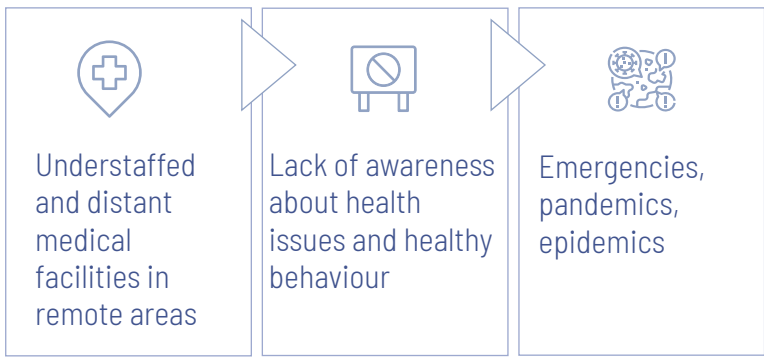 Understaffed
and distant
medical
facilities in
remote areas
Lack of awareness
about health
issues and healthy
behaviour
Emergencies,
pandemics,
epidemics